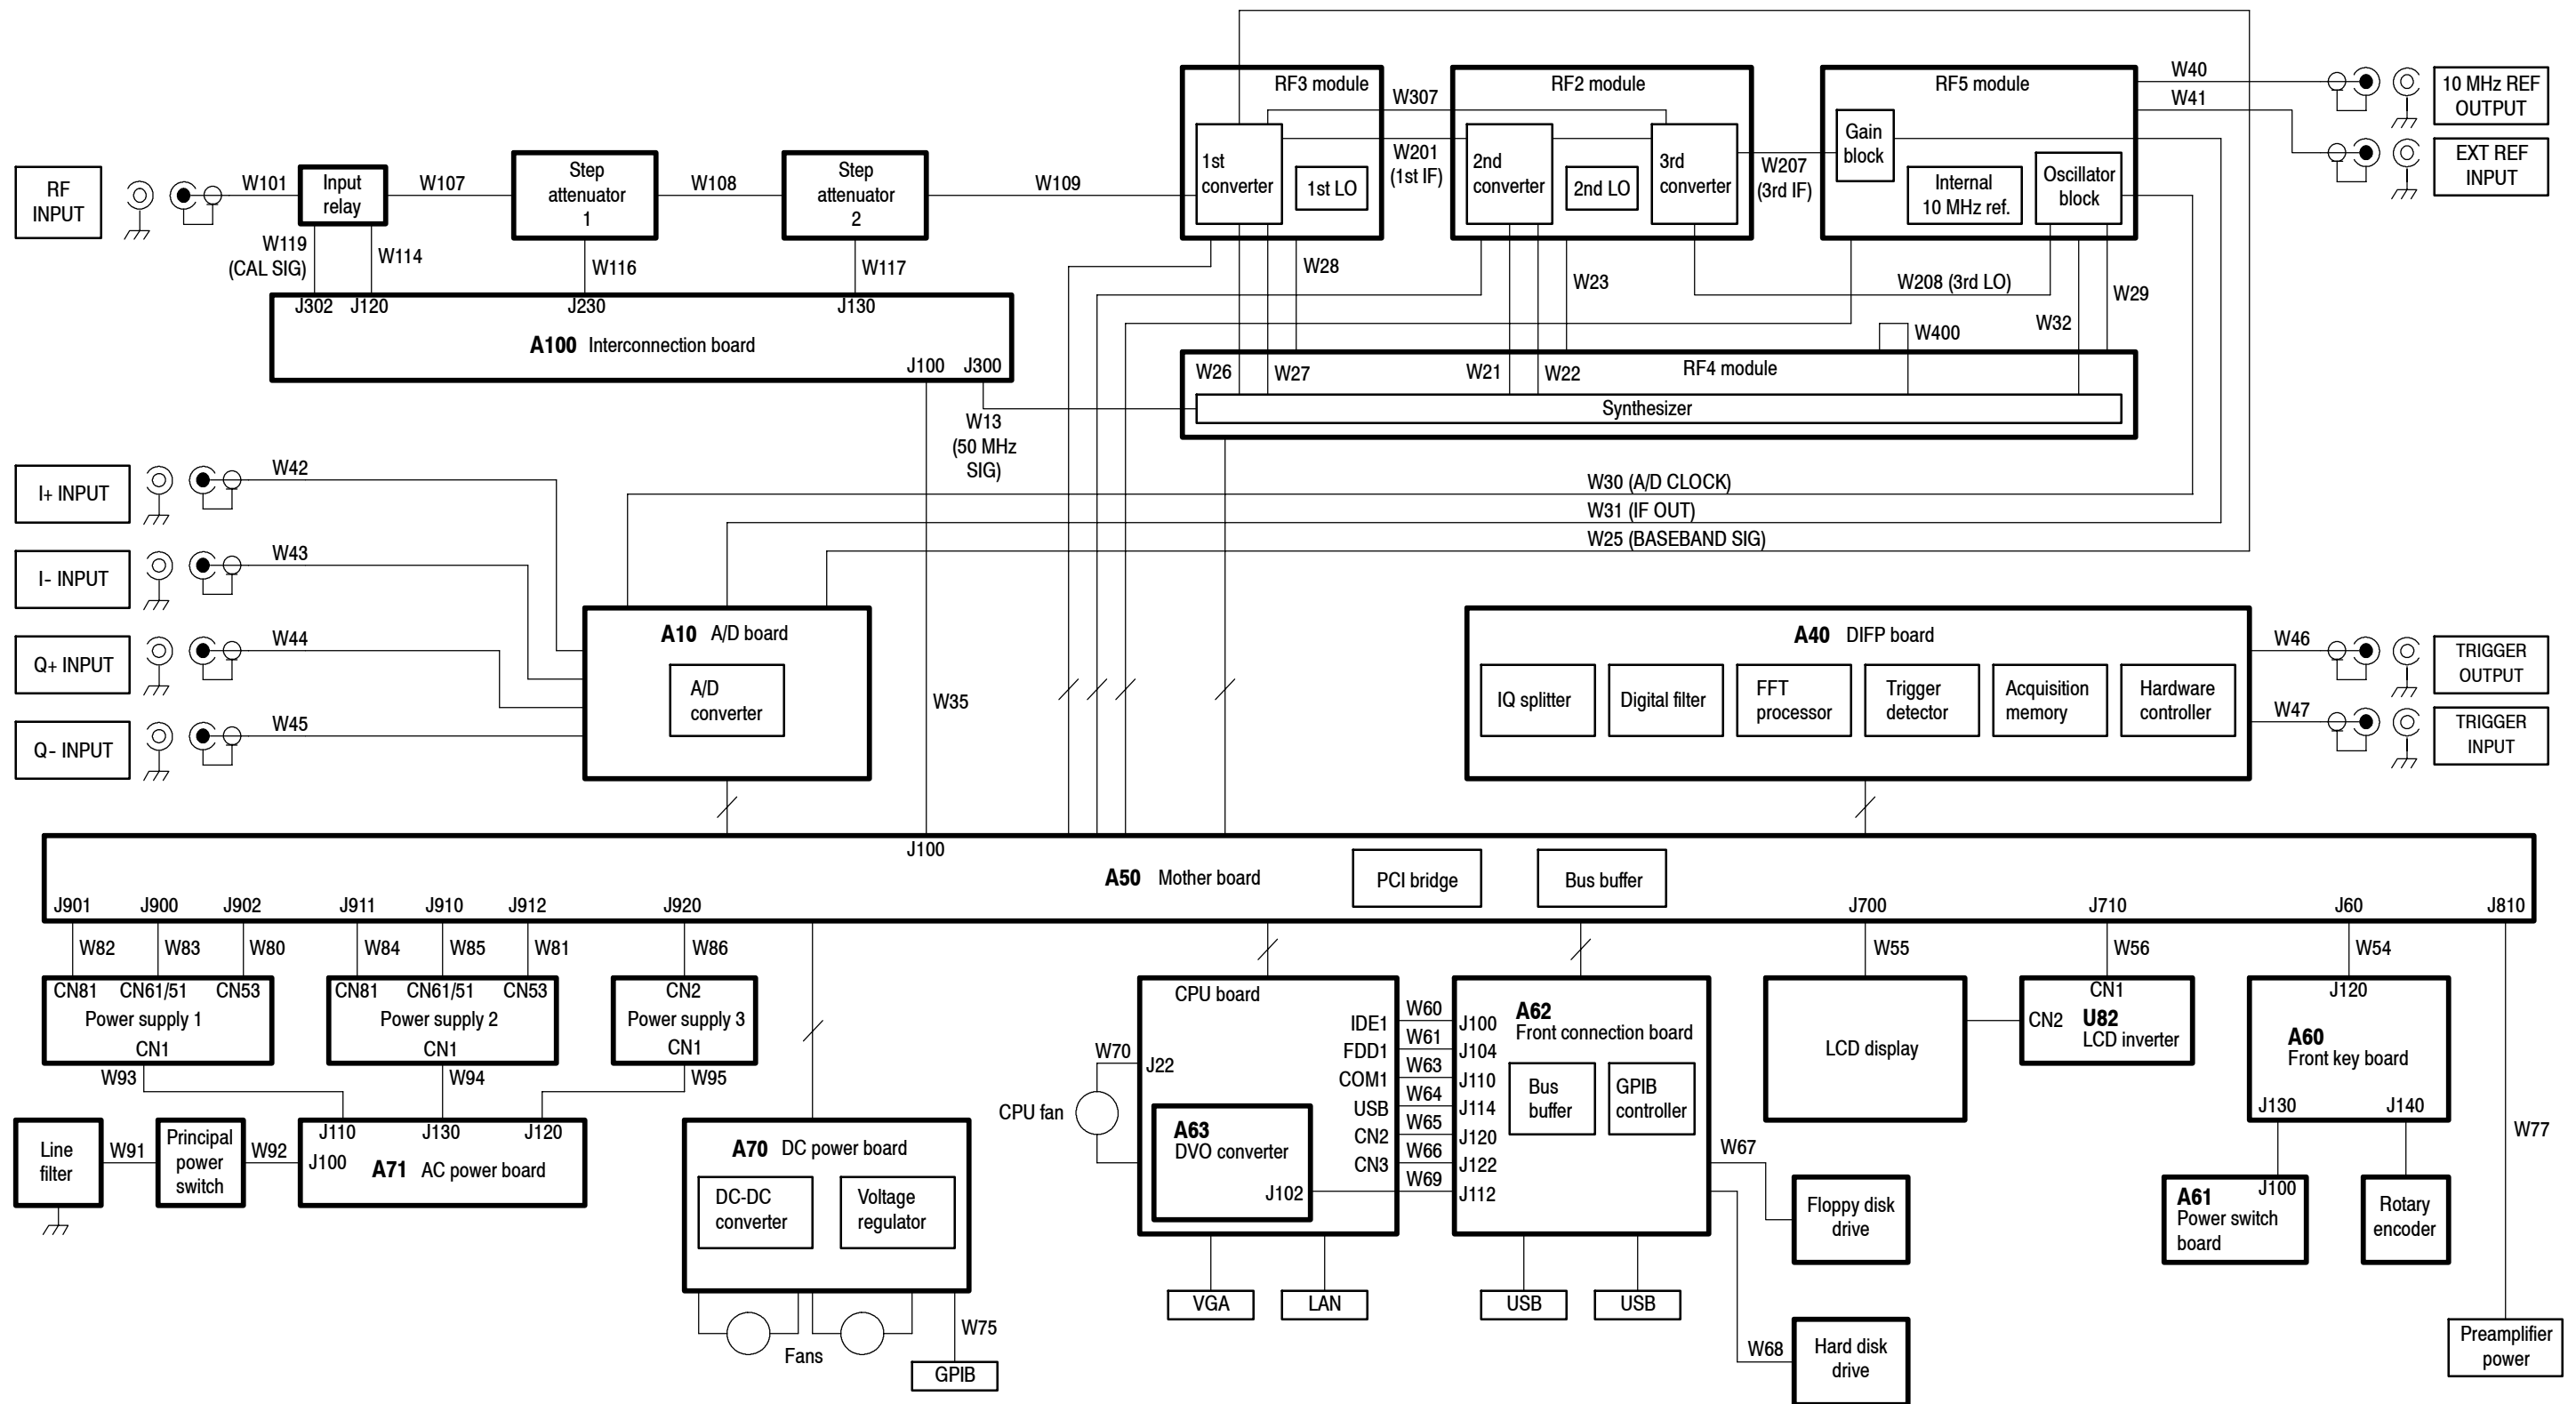 RF3 module
RF2 module
RF5 module
W40
10 MHz REF
OUTPUT
W41
W307
Gain
block
EXT REF
INPUT
RF
INPUT
W101
Input
relay
W107
Step
attenuator
1
W108
Step
attenuator
2
W109
1st
converter
1st LO
W201
(1st IF)
2nd
converter
2nd LO
3rd
converter
W207
(3rd IF)
Internal
10 MHz ref.
Oscillator
block
W119
(CAL SIG)
W114
W116
W117
W28
W23
W208 (3rd LO)
W29
W32
W400
J302
J120
J230
J130
A100 Interconnection board
J100
J300
W26
W27
W21
W22
RF4 module
Synthesizer
W13
(50 MHz
SIG)
I+ INPUT
W42
W30 (A/D CLOCK)
W31 (IF OUT)
W25 (BASEBAND SIG)
I- INPUT
W43
Q+ INPUT
W44
Q- INPUT
W45
A10 A/D board
A/D
converter
W35
A40 DIFP board
IQ splitter
Digital filter
FFT
processor
Trigger
detector
Acquisition
memory
Hardware
controller
W46
TRIGGER
OUTPUT
W47
TRIGGER
INPUT
J100
A50 Mother board
PCI bridge
Bus buffer
J901
J900
J902
J911
J910
J912
J920
J700
J710
J60
J810
W82
W83
W80
W84
W85
W81
W86
W55
W56
W54
CN81
CN61/51
CN53
Power supply 1
CN1
CN81
CN61/51
CN53
Power supply 2
CN1
CN2
Power supply 3
CN1
W93
W94
W95
Line
filter
W91
Principal
power
switch
W92
J110
J130
J120
J100
A71 AC power board
A70 DC power board
DC-DC
converter
Voltage
regulator
Fans
W75
GPIB
CPU board
W70
J22
CPU fan
A63
DVO converter
J102
IDE1
FDD1
COM1
USB
CN2
CN3
W60
W61
W63
W64
W65
W66
W69
J100
J104
J110
J114
J120
J122
J112
A62
Front connection board
Bus
buffer
GPIB
controller
VGA
LAN
USB
USB
W67
Floppy disk
drive
W68
Hard disk
drive
LCD display
CN1
CN2
U82
LCD inverter
J120
A60
Front key board
J130
J140
J100
A61
Power switch
board
Rotary
encoder
W77
Preamplifier
power